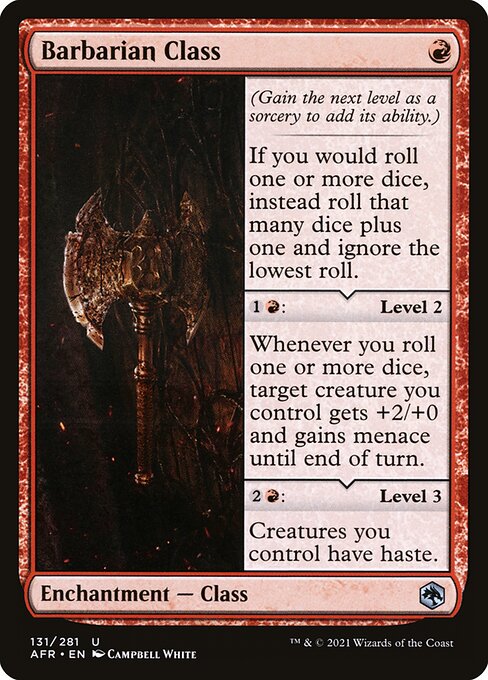 Barbarian Class
(Gain the next level as a
sorcery to add its ability.)
If you would roll
one or more dice,
instead roll that
many dice plus
one and ignore the
lowest roll.
1 : Level 2
Whenever you roll
one or more dice,
target creature you
control gets +2/+0
and gains menace
until end of turn.
2 : Level 3
Creatures you
control have haste.
Enchantment — Class
131/281 U
AFR • EN CAMPBELL WHITE
™ & © 2021 Wizards of the Coast